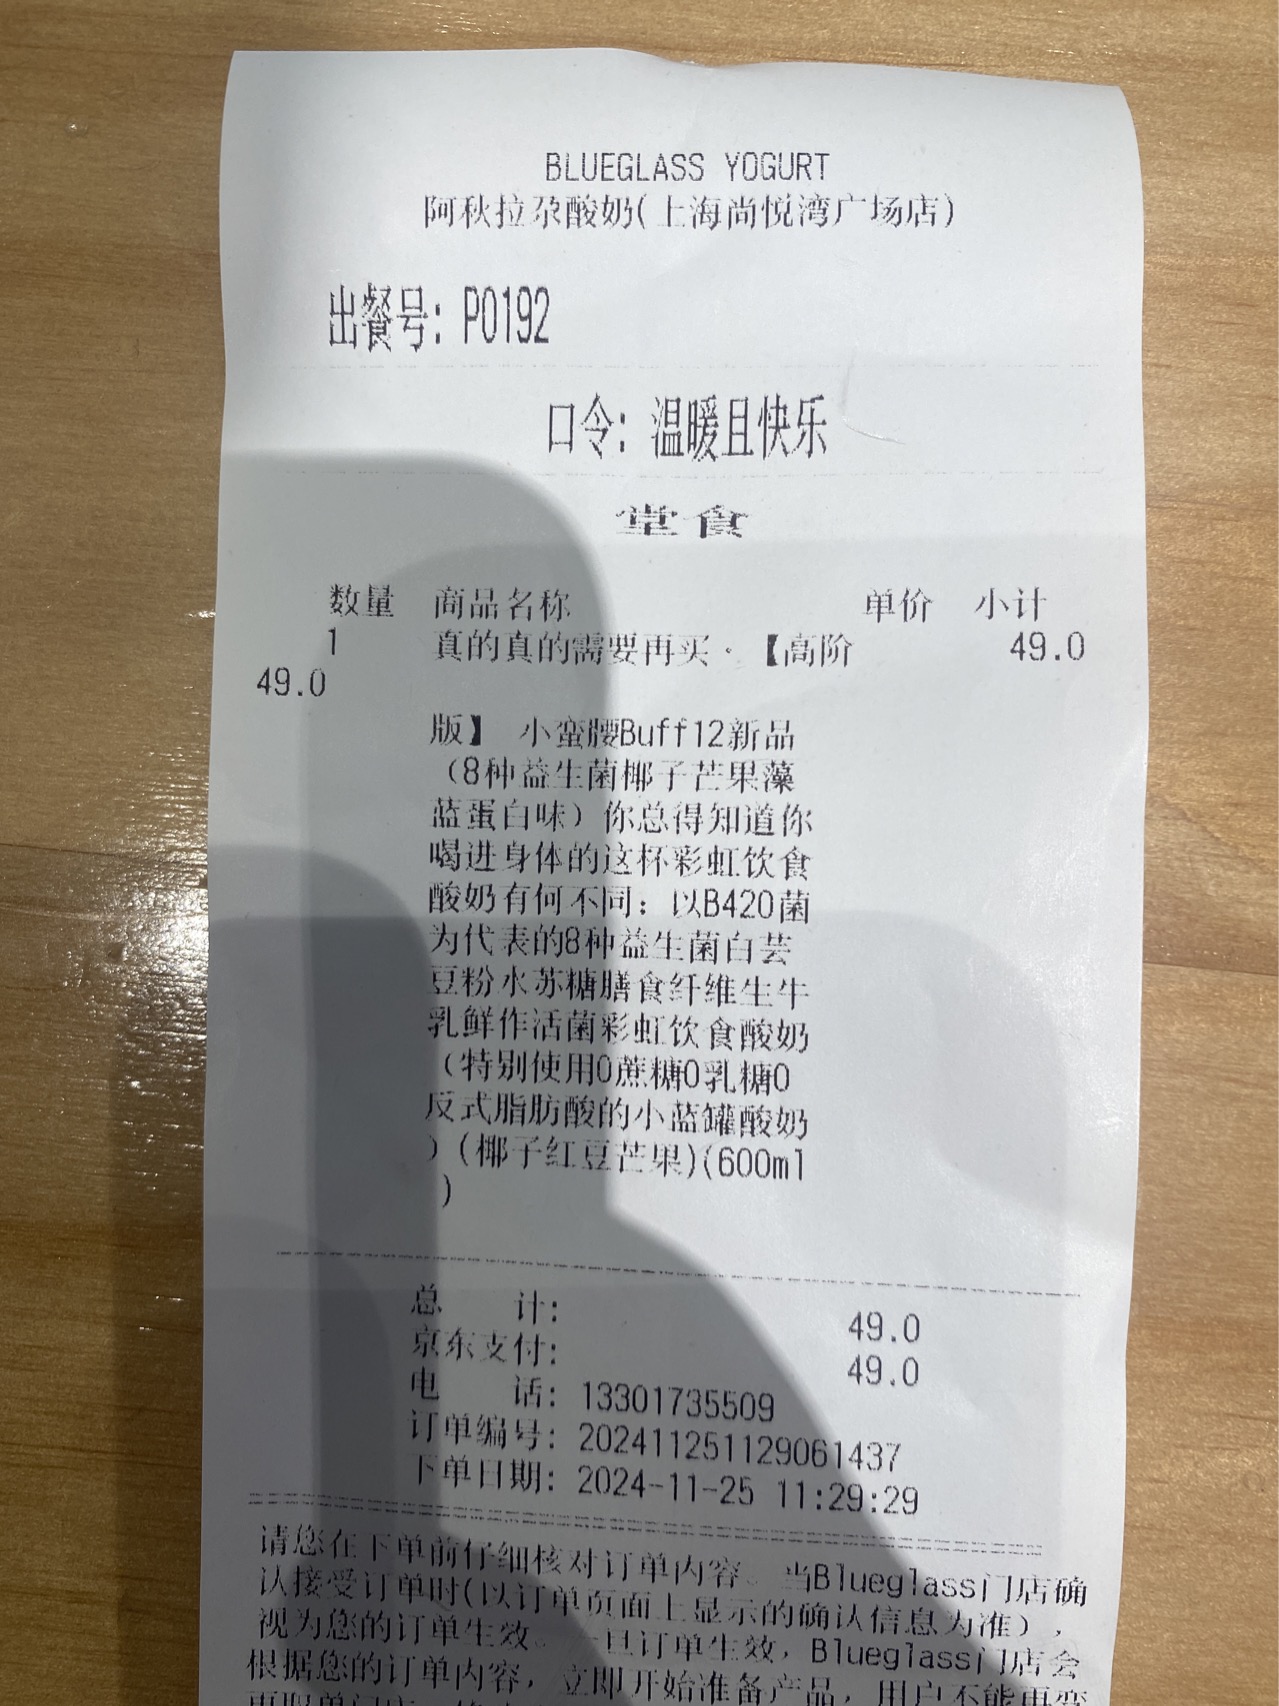 BLUEGLASS YOGURT
阿秋拉尕酸奶(上海尚悦湾广场店)
出餐号: P0192
口令: 温暖且快乐
堂食
数量 商品名称 单价 小计
1 真的真的需要再买。【高阶 49.0
49.0
版】 小蛮腰Buff12新品
（8种益生菌椰子芒果藻
蓝蛋白味）你总得知道你
喝进身体的这杯彩虹饮食
酸奶有何不同：以B420菌
为代表的8种益生菌白芸
豆粉水苏糖膳食纤维生牛
乳鲜作活菌彩虹饮食酸奶
（特别使用0蔗糖0乳糖0
反式脂肪酸的小蓝罐酸奶
）(椰子红豆芒果)(600ml
)
总 计: 49.0
京东支付: 49.0
电 话: 13301735509
订单编号: 202411251129061437
下单日期: 2024-11-25 11:29:29
请您在下单前仔细核对订单内容。当Blueglass门店确
认接受订单时(以订单页面上显示的确认信息为准)，
视为您的订单生效。一旦订单生效，Blueglass门店会
根据您的订单内容，立即开始准备产品，用户不能再变